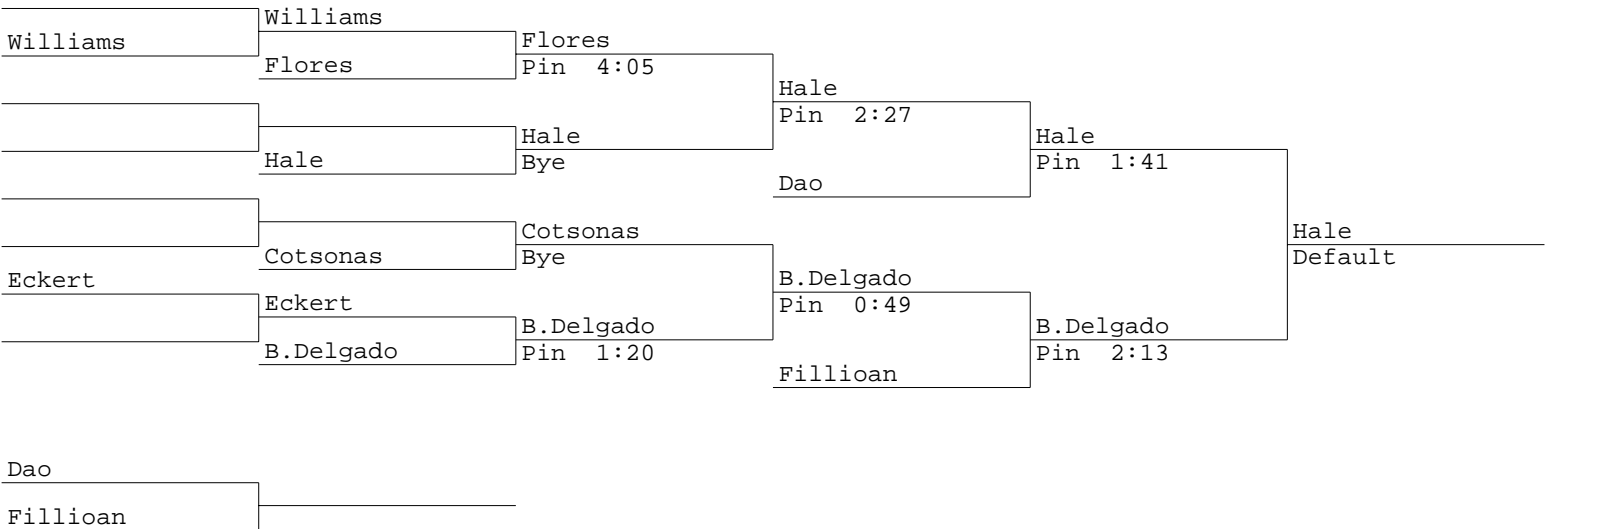 Williams
Williams
Flores
Flores
Pin 4:05
Hale
Pin 2:27
Hale
Hale
Bye
Hale
Pin 1:41
Dao
Cotsonas
Cotsonas
Bye
Hale
Default
Eckert
Eckert
B.Delgado
B.Delgado
Pin 1:20
B.Delgado
Pin 0:49
B.Delgado
Pin 2:13
Fillioan
Dao
Fillioan